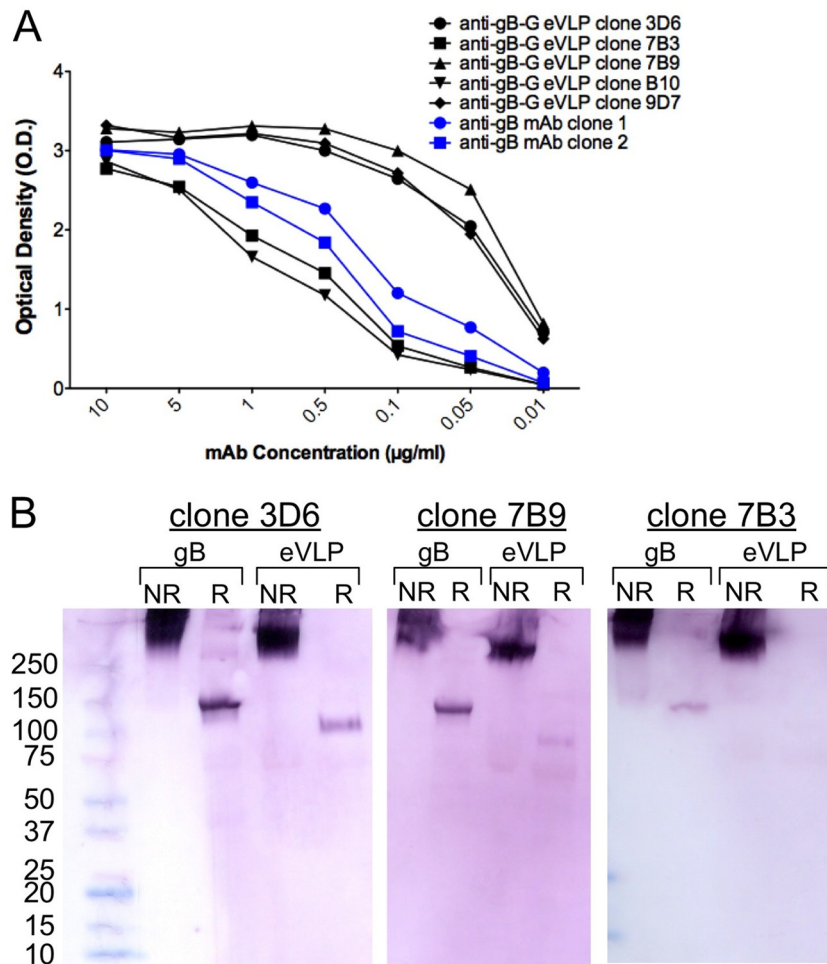 A
anti-gB-G eVLP clone 3D6
anti-gB-G eVLP clone 7B3
anti-gB-G eVLP clone 7B9
anti-gB-G eVLP clone B10
anti-gB-G eVLP clone 9D7
anti-gB mAb clone 1
anti-gB mAb clone 2
4
3
2
1
0
Optical Density (O.D.)
10 5 1 0.5 0.1 0.05 0.01
mAb Concentration (µg/ml)
B
clone 3D6 clone 7B9 clone 7B3
gB eVLP gB eVLP gB eVLP
NR R NR R NR R NR R NR R NR R
250
150
100
75
50
37
25
20
15
10